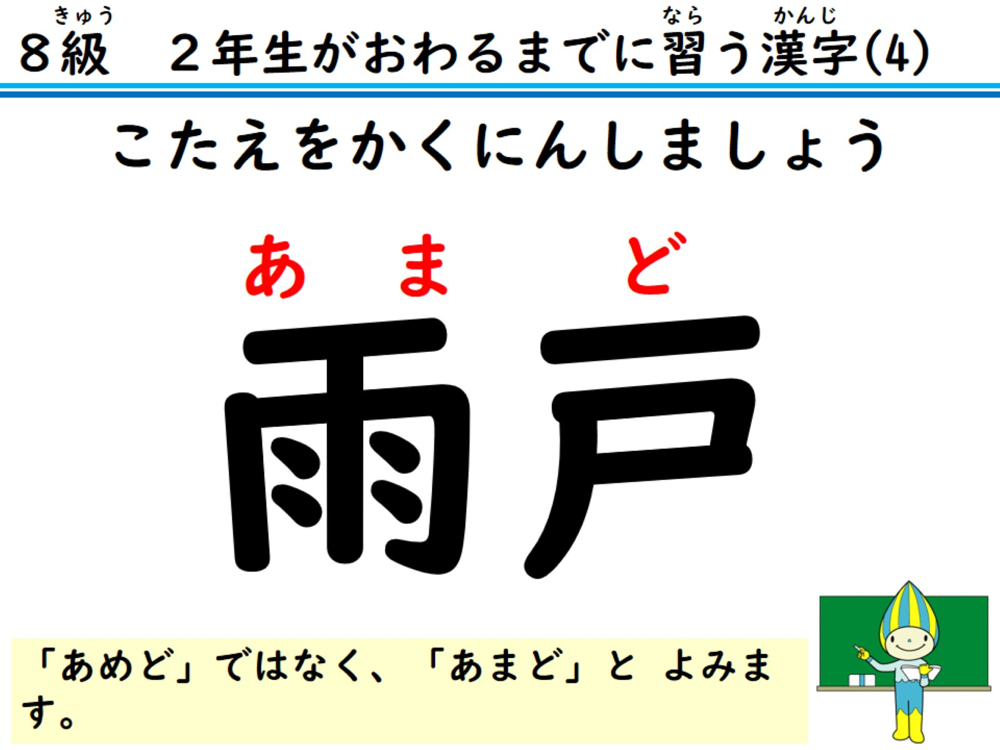 きゅう なら かんじ
８級　２年生がおわるまでに習う漢字(4)
こたえをかくにんしましょう
あ ま ど
雨戸
「あめど」ではなく、「あまど」と よみま
す。